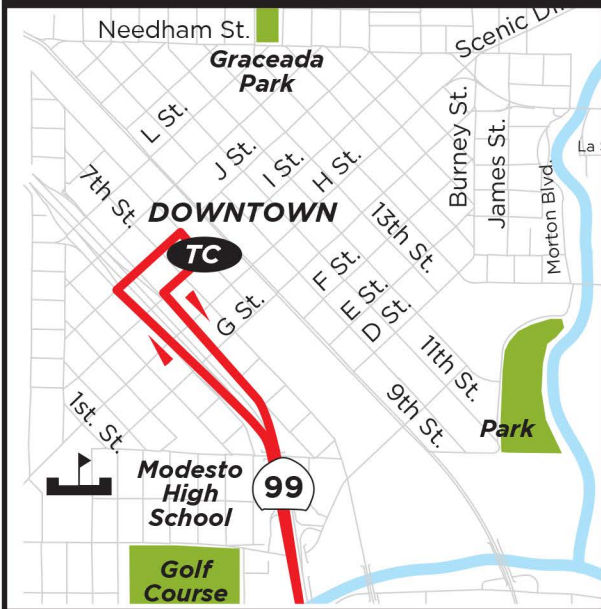 Needham St.
Scenic
Graceada
Park
L St.
J St.
I St.
H St.
Burney St.
James St.
Morton Blvd.
La
7th St.
DOWNTOWN
13th St.
TC
F St.
E St.
D St.
G St.
11th St.
9th St.
Park
1st. St.
Modesto
High
School
99
Golf
Course